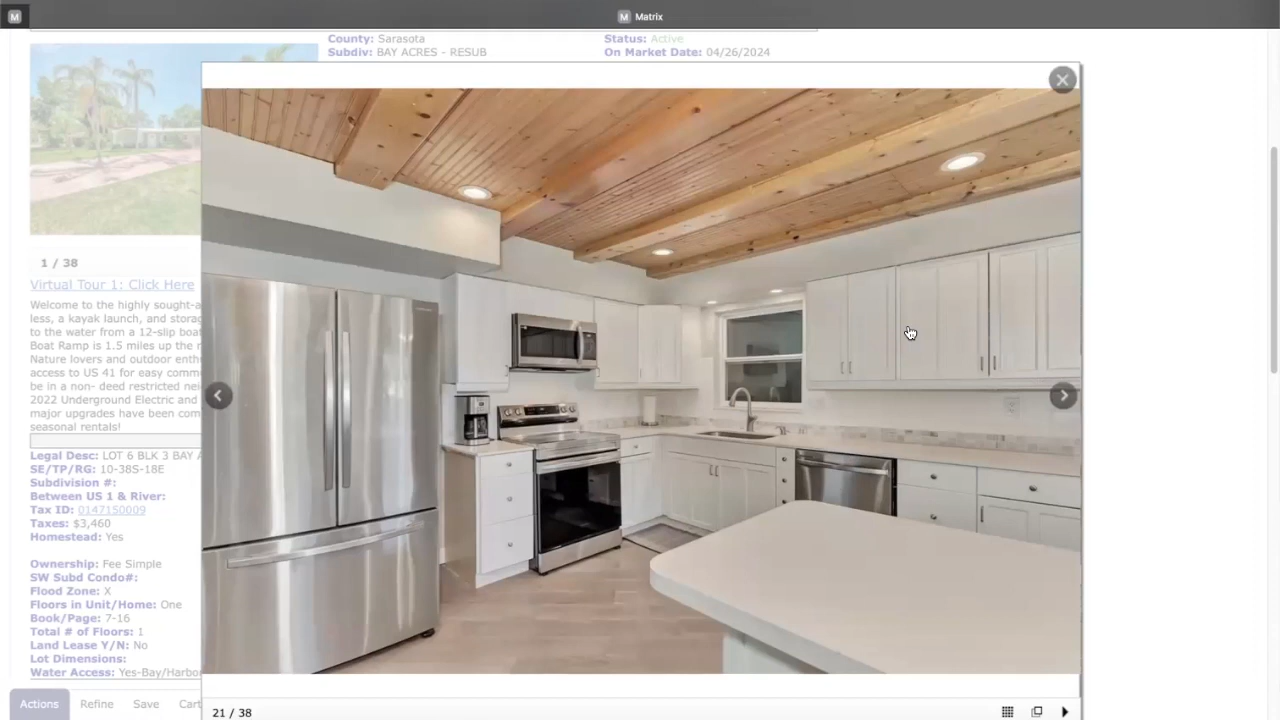 M
M Matrix
County: Sarasota
Status: Active
Subdiv: BAY ACRES - RESUB
On Market Date: 04/26/2024
1 / 38
Virtual Tour 1: Click Here
Welcome to the highly sought-a
less, a kayak launch, and storag
to the water from a 12-slip boat
Boat Ramp is 1.5 miles up the r
Nature lovers and outdoor enth
access to US 41 for easy commu
be in a non- deed restricted nei
2022 Underground Electric and
major upgrades have been com
seasonal rentals!
Legal Desc: LOT 6 BLK 3 BAY A
SE/TP/RG: 10-38S-18E
Subdivision #:
Between US 1 & River:
Tax ID: 0147150009
Taxes: $3,460
Homestead: Yes
Ownership: Fee Simple
SW Subd Condo#:
Flood Zone: X
Floors in Unit/Home: One
Book/Page: 7-16
Total # of Floors: 1
Land Lease Y/N: No
Lot Dimensions:
Water Access: Yes-Bay/Harbo
Actions Refine Save Cart
21 / 38